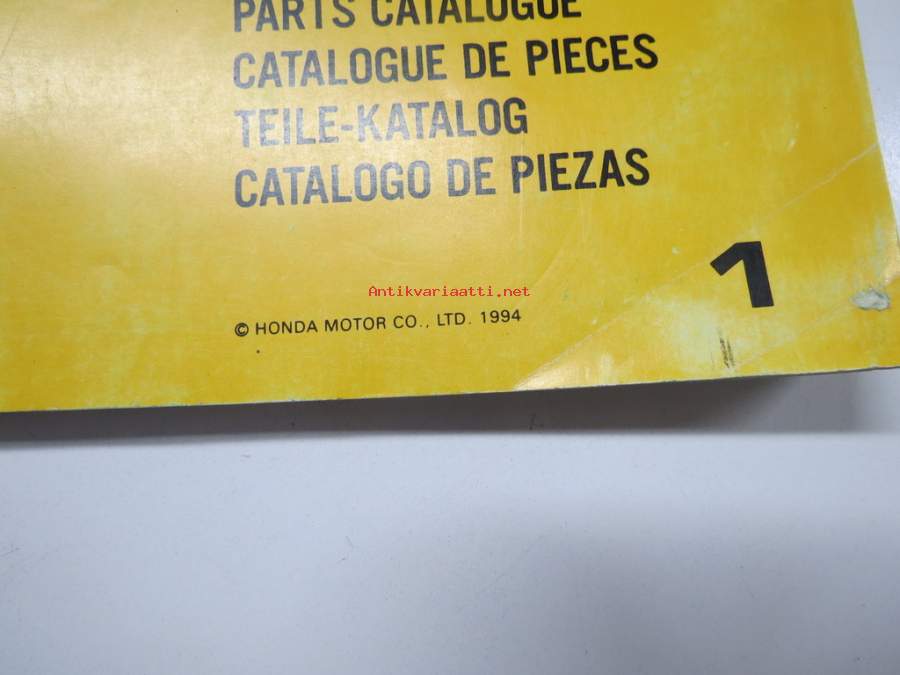 PARTS CATALOGUE
CATALOGUE DE PIECES
TEILE-KATALOG
CATALOGO DE PIEZAS
1
Antikvariaatti.net
© HONDA MOTOR CO., LTD. 1994